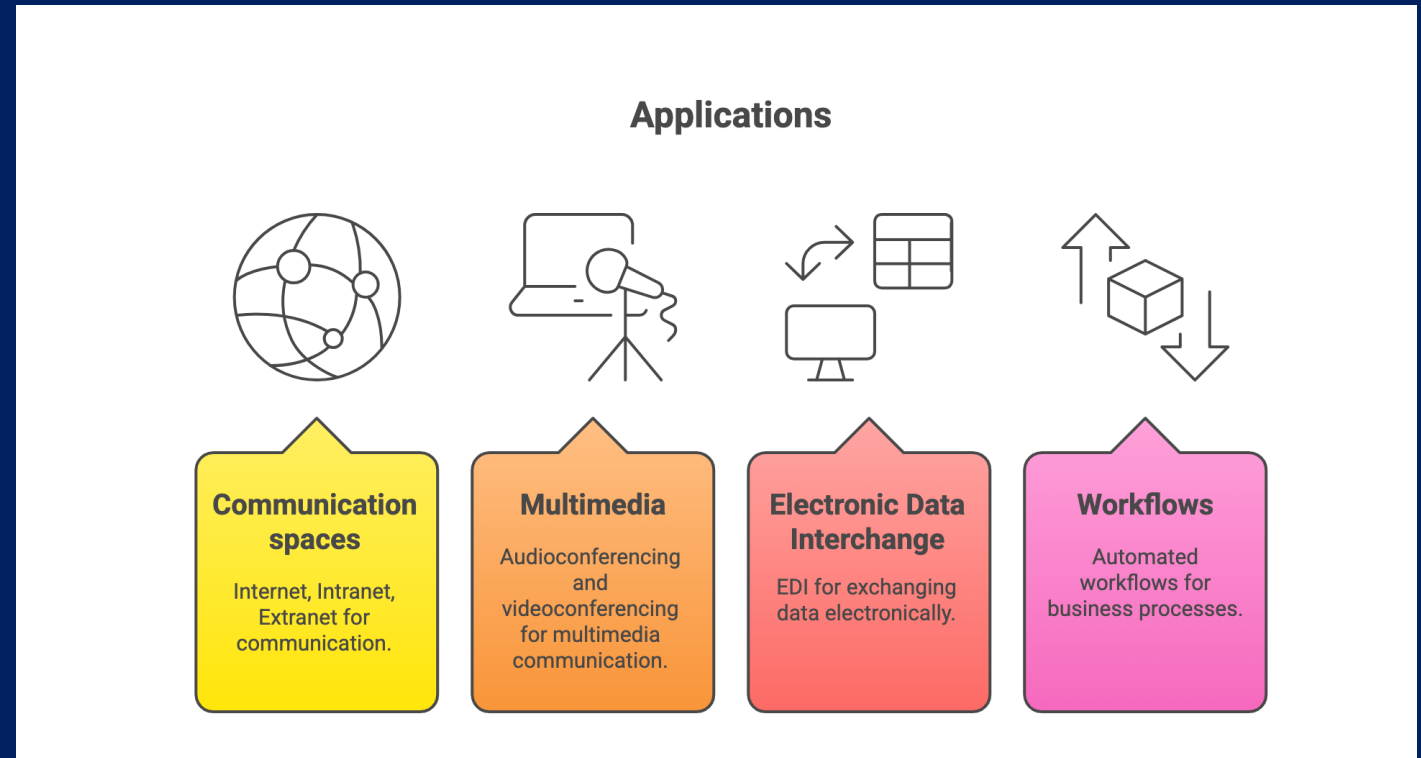 Applications
Communication
spaces
Internet, Intranet,
Extranet for
communication.
Multimedia
Audioconferencing
and
videoconferencing
for multimedia
communication.
Electronic Data
Interchange
EDI for exchanging
data electronically.
Workflows
Automated
workflows for
business processes.